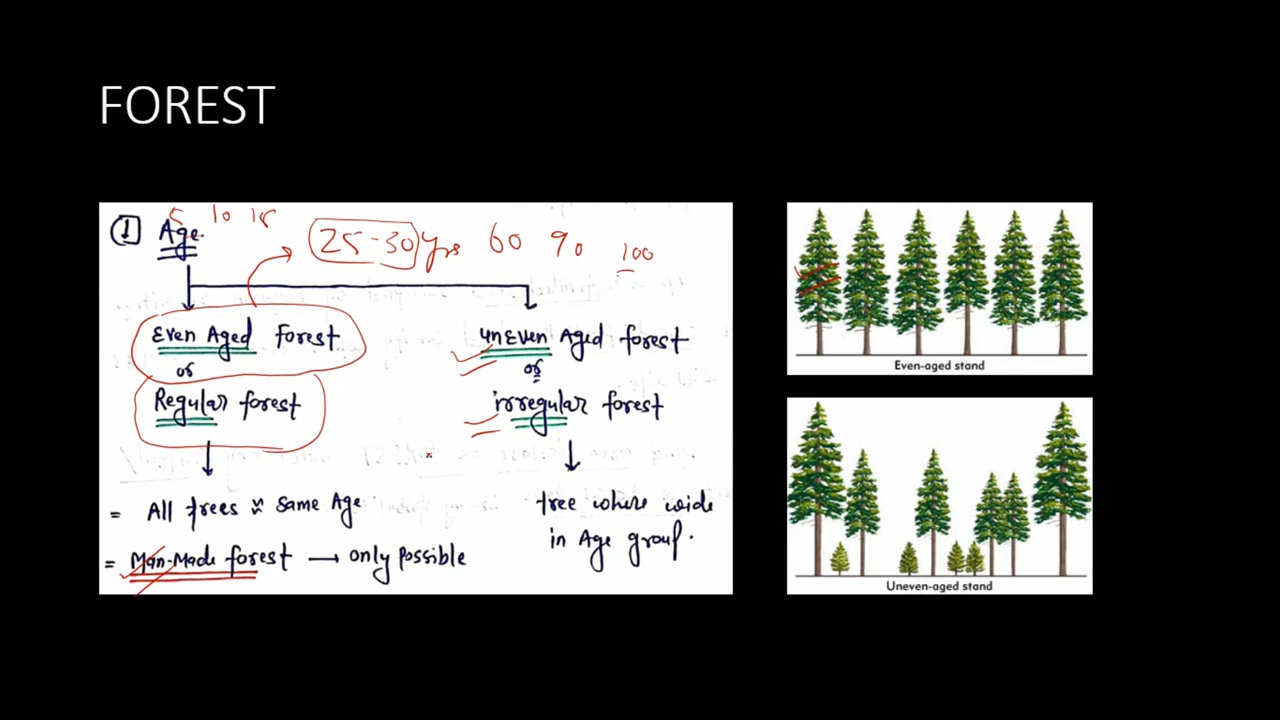 FOREST
5 10 15
① Age.
25-30 yrs 60 90 100
Even Aged forest
or
Regular forest
unEven Aged forest
or
irregular forest
= All trees same Age
= Man-Made forest → only possible
tree where wide
in Age group.
Even-aged stand
Uneven-aged stand